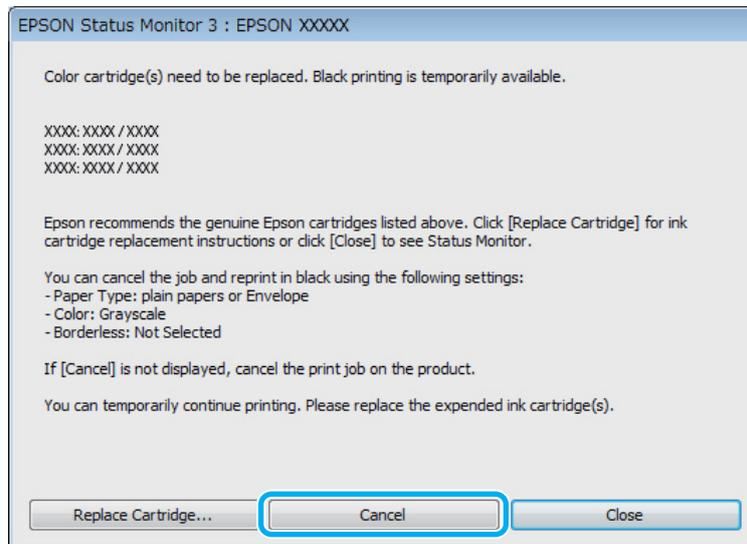 EPSON Status Monitor 3 : EPSON XXXXX
Color cartridge(s) need to be replaced. Black printing is temporarily available.
XXXX: XXXX / XXXX
XXXX: XXXX / XXXX
XXXX: XXXX / XXXX
Epson recommends the genuine Epson cartridges listed above. Click [Replace Cartridge] for ink
cartridge replacement instructions or click [Close] to see Status Monitor.
You can cancel the job and reprint in black using the following settings:
- Paper Type: plain papers or Envelope
- Color: Grayscale
- Borderless: Not Selected
If [Cancel] is not displayed, cancel the print job on the product.
You can temporarily continue printing. Please replace the expended ink cartridge(s).
Replace Cartridge... Cancel Close